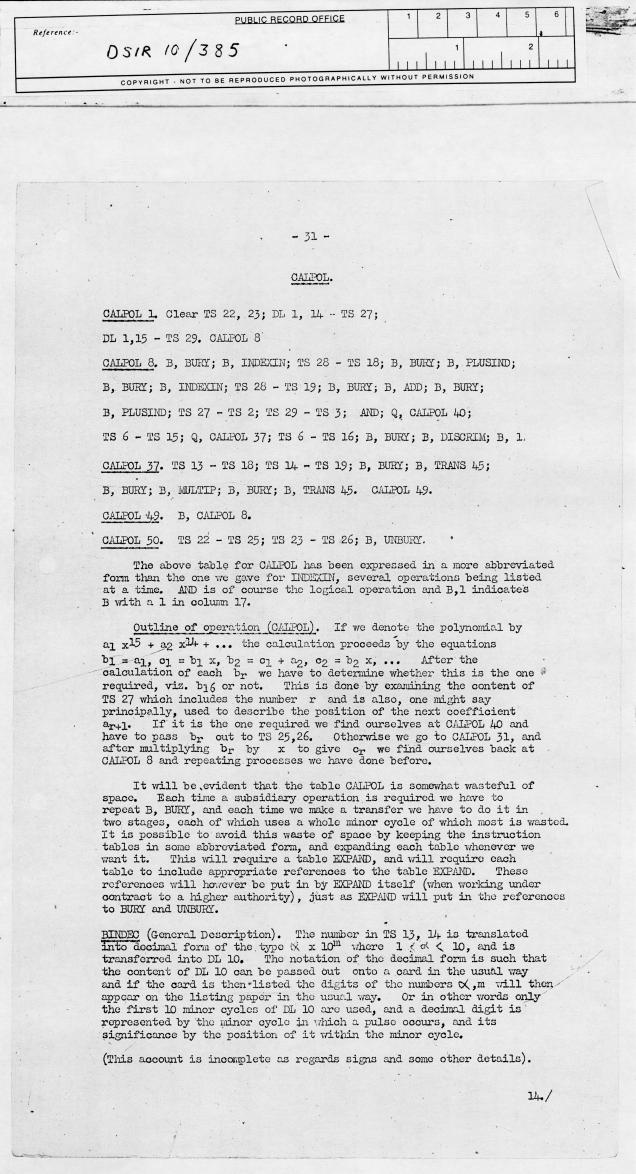 PUBLIC RECORD OFFICE
Reference:-
DSIR 10/385
1 2 3 4 5 6
1 2
COPYRIGHT - NOT TO BE REPRODUCED PHOTOGRAPHICALLY WITHOUT PERMISSION
- 31 -
CALPOL.
CALPOL 1. Clear TS 22, 23; DL 1, 14 - TS 27;
DL 1,15 - TS 29. CALPOL 8
CALPOL 8. B, BURY; B, INDEXIN; TS 28 - TS 18; B, BURY; B, PLUSIND;
B, BURY; B, INDEXIN; TS 28 - TS 19; B, BURY; B, ADD; B, BURY;
B, PLUSIND; TS 27 - TS 2; TS 29 - TS 3; AND; Q, CALPOL 40;
TS 6 - TS 15; Q, CALPOL 37; TS 6 - TS 16; B, BURY; B, DISCRIM; B, 1.
CALPOL 37. TS 13 - TS 18; TS 14 - TS 19; B, BURY; B, TRANS 45;
B, BURY; B, MULTIP; B, BURY; B, TRANS 45. CALPOL 49.
CALPOL 49. B, CALPOL 8.
CALPOL 50. TS 22 - TS 25; TS 23 - TS 26; B, UNBURY.
The above table for CALPOL has been expressed in a more abbreviated
form than the one we gave for INDEXIN, several operations being listed
at a time. AND is of course the logical operation and B,1 indicates
B with a 1 in column 17.
Outline of operation (CALPOL). If we denote the polynomial by
a1 x15 + a2 x14 + ... the calculation proceeds by the equations
b1 = a1, c1 = b1 x, b2 = c1 + a2, c2 = b2 x, ... After the
calculation of each br we have to determine whether this is the one
required, viz. b16 or not. This is done by examining the content of
TS 27 which includes the number r and is also, one might say
principally, used to describe the position of the next coefficient
ar+1. If it is the one required we find ourselves at CALPOL 40 and
have to pass br out to TS 25,26. Otherwise we go to CALPOL 31, and
after multiplying br by x to give cr we find ourselves back at
CALPOL 8 and repeating processes we have done before.
It will be evident that the table CALPOL is somewhat wasteful of
space. Each time a subsidiary operation is required we have to
repeat B, BURY, and each time we make a transfer we have to do it in
two stages, each of which uses a whole minor cycle of which most is wasted.
It is possible to avoid this waste of space by keeping the instruction
tables in some abbreviated form, and expanding each table whenever we
want it. This will require a table EXPAND, and will require each
table to include appropriate references to the table EXPAND. These
references will however be put in by EXPAND itself (when working under
contract to a higher authority), just as EXPAND will put in the references
to BURY and UNBURY.
BINDEC (General Description). The number in TS 13, 14 is translated
into decimal form of the type α x 10m where 1 ≤ α < 10, and is
transferred into DL 10. The notation of the decimal form is such that
the content of DL 10 can be passed out onto a card in the usual way
and if the card is then listed the digits of the numbers α,m will then
appear on the listing paper in the usual way. Or in other words only
the first 10 minor cycles of DL 10 are used, and a decimal digit is
represented by the minor cycle in which a pulse occurs, and its
significance by the position of it within the minor cycle.
(This account is incomplete as regards signs and some other details).
14./